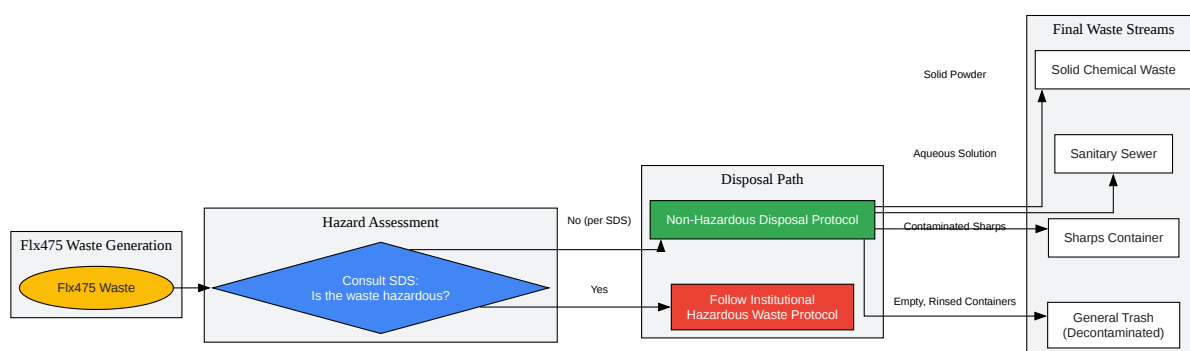 Flx475 Waste Generation
Flx475 Waste
Hazard Assessment
Consult SDS:
Is the waste hazardous?
No (per SDS)
Yes
Disposal Path
Non-Hazardous Disposal Protocol
Follow Institutional
Hazardous Waste Protocol
Solid Powder
Aqueous Solution
Contaminated Sharps
Empty, Rinsed Containers
Final Waste Streams
Solid Chemical Waste
Sanitary Sewer
Sharps Container
General Trash
(Decontaminated)